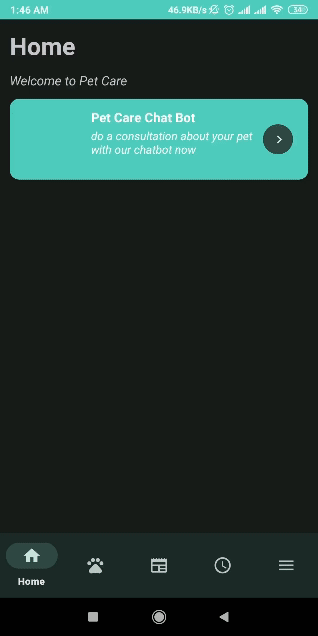 1:46 AM 46.9KB/s 34
Home
Welcome to Pet Care
Pet Care Chat Bot
do a consultation about your pet
with our chatbot now
Home